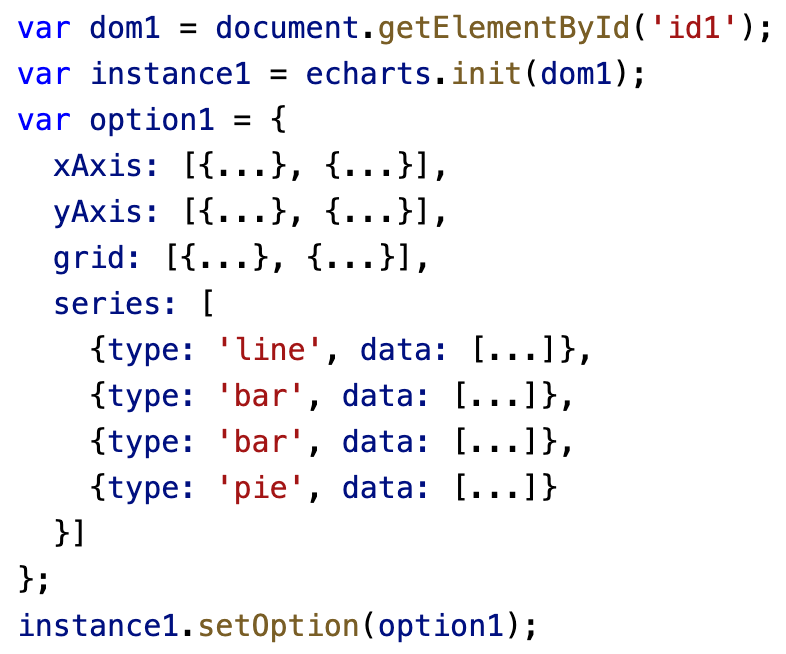 var dom1 = document.getElementById('id1');
var instance1 = echarts.init(dom1);
var option1 = {
  xAxis: [{...}, {...}],
  yAxis: [{...}, {...}],
  grid: [{...}, {...}],
  series: [
    {type: 'line', data: [...]},
    {type: 'bar', data: [...]},
    {type: 'bar', data: [...]},
    {type: 'pie', data: [...]}
  }]
};
instance1.setOption(option1);